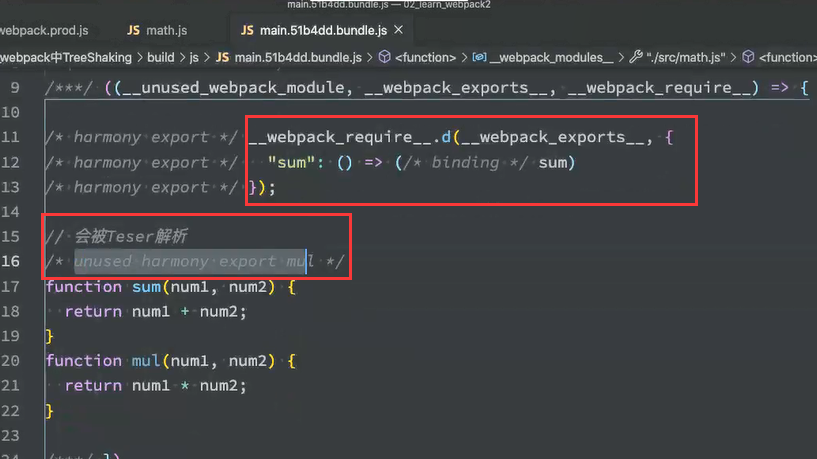 main.51b4dd.bundle.js — 02_learn_webpack2
webpack.prod.js JS math.js JS main.51b4dd.bundle.js ×
_webpack中TreeShaking > build > js > JS main.51b4dd.bundle.js > <function> > __webpack_modules__ > "./src/math.js" > <function>
9 /***/ ((__unused_webpack_module, __webpack_exports__, __webpack_require__) => {
10
11 /* harmony export */ __webpack_require__.d(__webpack_exports__, {
12 /* harmony export */   "sum": () => (/* binding */ sum)
13 /* harmony export */ });
14
15 // 会被Teser解析
16 /* unused harmony export mul */
17 function sum(num1, num2) {
18   return num1 + num2;
19 }
20 function mul(num1, num2) {
21   return num1 * num2;
22 }
23
24 /***/ })